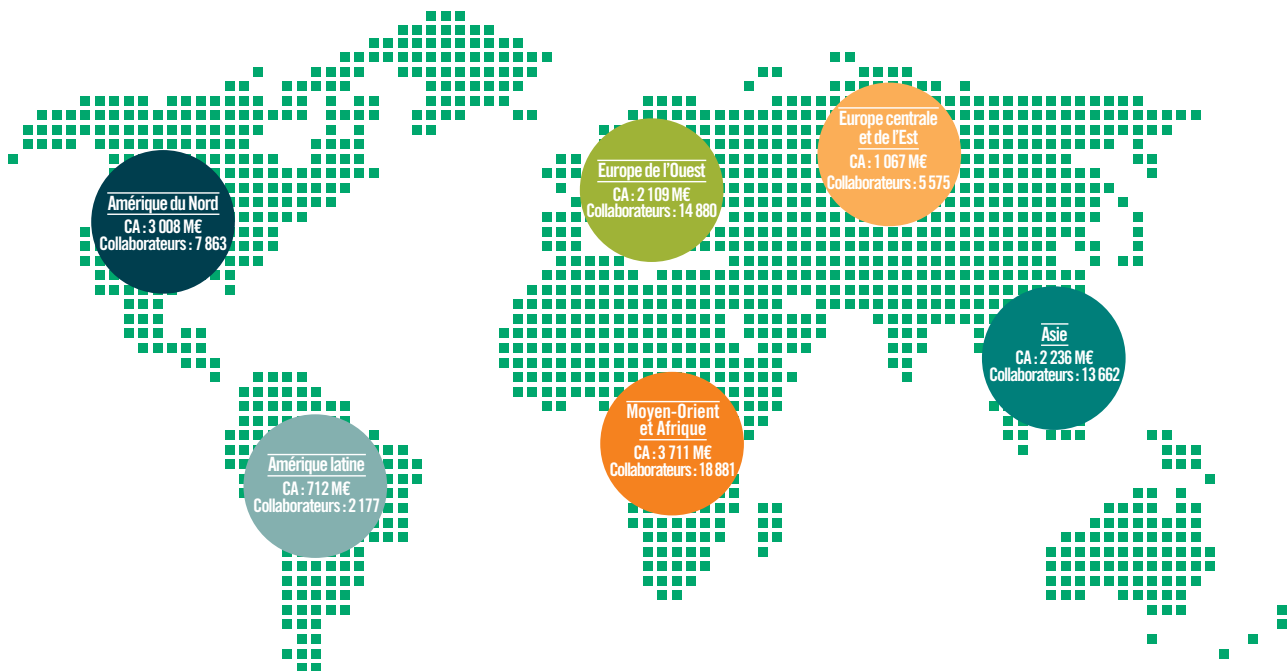 Amérique du Nord
CA : 3 008 M€
Collaborateurs : 7 863
Europe de l'Ouest
CA : 2 109 M€
Collaborateurs : 14 880
Europe centrale
et de l'Est
CA : 1 067 M€
Collaborateurs : 5 575
Asie
CA : 2 236 M€
Collaborateurs : 13 662
Moyen-Orient
et Afrique
CA : 3 711 M€
Collaborateurs : 18 881
Amérique latine
CA : 712 M€
Collaborateurs : 2 177